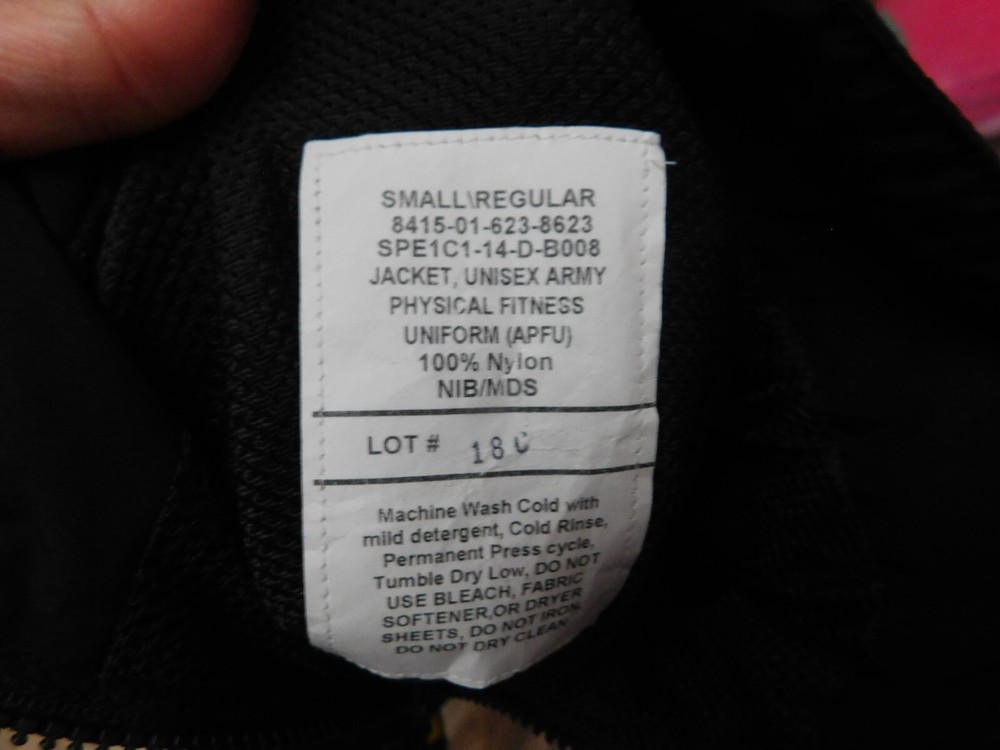 SMALL\REGULAR
8415-01-623-8623
SPE1C1-14-D-B008
JACKET, UNISEX ARMY
PHYSICAL FITNESS
UNIFORM (APFU)
100% Nylon
NIB/MDS
LOT #
Machine Wash Cold with
mild detergent, Cold Rinse,
Permanent Press cycle,
Tumble Dry Low, DO NOT
USE BLEACH, FABRIC
SOFTENER,OR DRYER
SHEETS, DO NOT IRON,
DO NOT DRY CLEAN